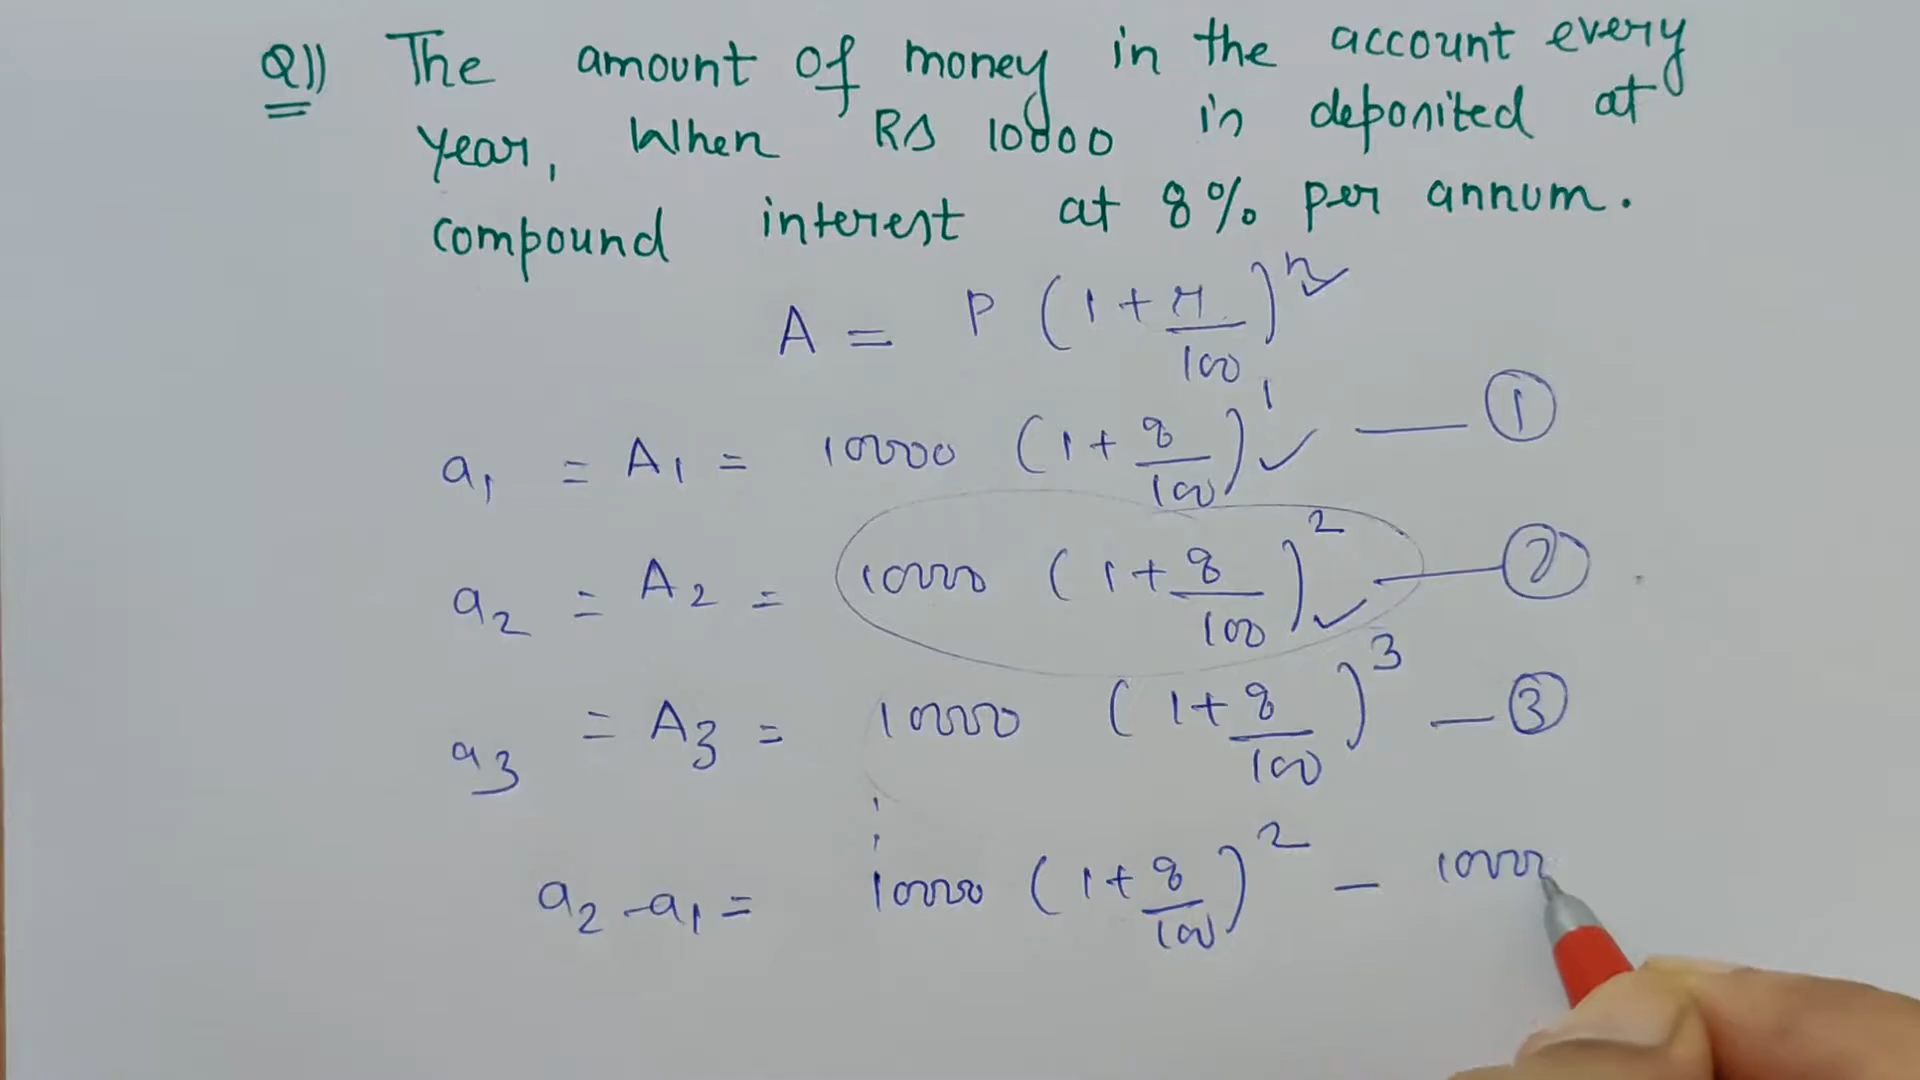 Q)) The amount of money in the account every
year, When Rs 10000 is deposited at
compound interest at 8% per annum.
A = P (1 + r/100)^n
a1 = A1 = 10000 (1 + 8/100)^1 — 1
a2 = A2 = 10000 (1 + 8/100)^2 — 2
a3 = A3 = 10000 (1 + 8/100)^3 — 3
a2 - a1 = 10000 (1 + 8/100)^2 - 10000